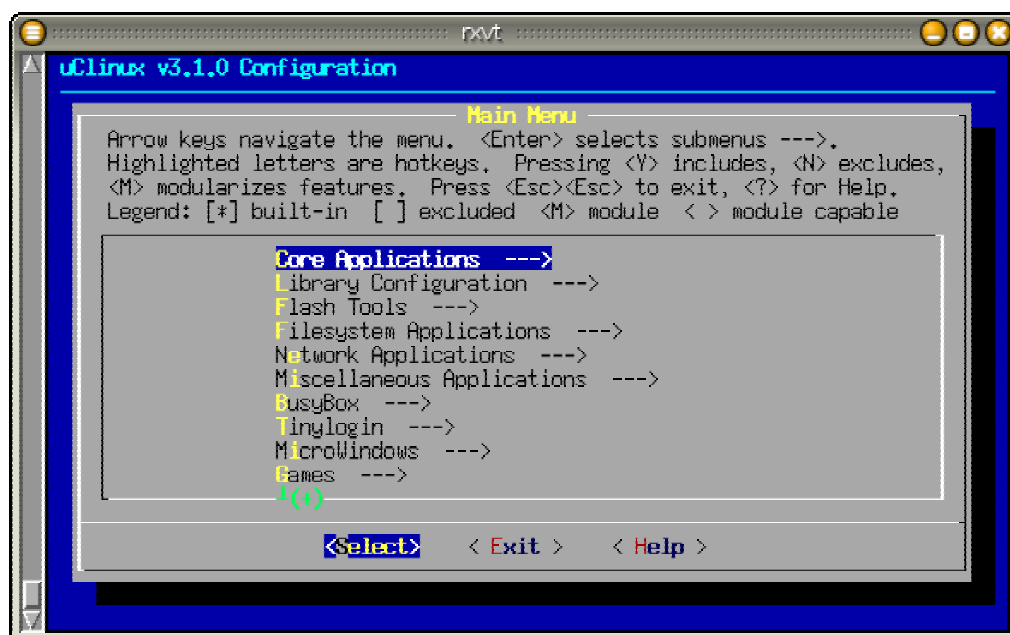 rxvt
uClinux v3.1.0 Configuration
Main Menu
Arrow keys navigate the menu. <Enter> selects submenus --->.
Highlighted letters are hotkeys. Pressing <Y> includes, <N> excludes,
<M> modularizes features. Press <Esc><Esc> to exit, <?> for Help.
Legend: [*] built-in [ ] excluded <M> module < > module capable
Core Applications --->
Library Configuration --->
Flash Tools --->
Filesystem Applications --->
Network Applications --->
Miscellaneous Applications --->
BusyBox --->
Tinylogin --->
MicroWindows --->
Games --->
┴(+)
<Select> < Exit > < Help >